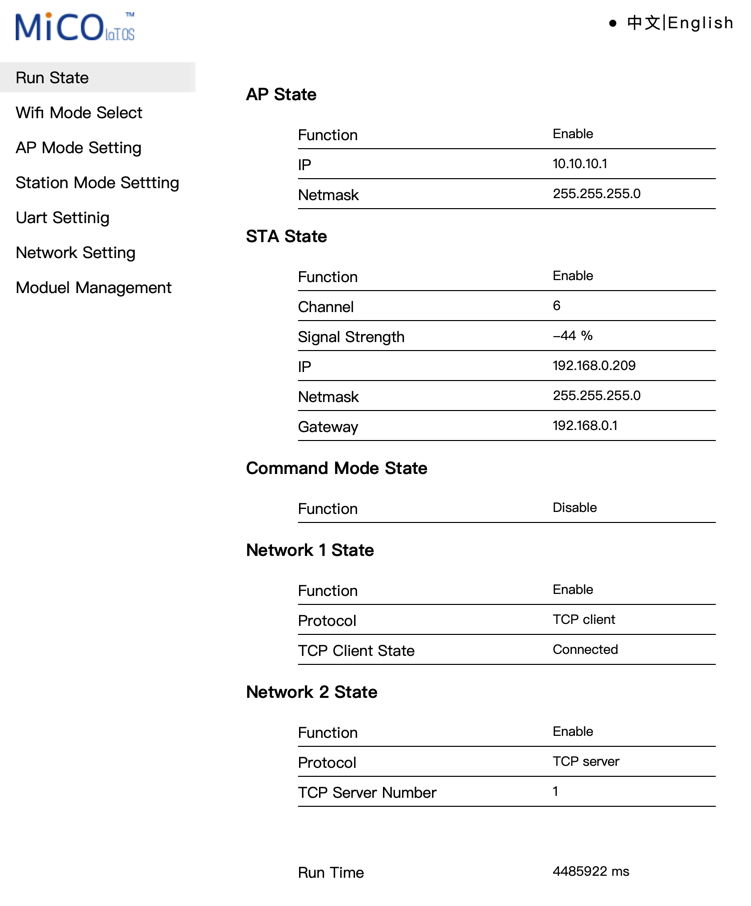 MiCO IoTOS ™
● 中文|English
Run State
Wifi Mode Select
AP Mode Setting
Station Mode Settting
Uart Settinig
Network Setting
Moduel Management
AP State
Function Enable
IP 10.10.10.1
Netmask 255.255.255.0
STA State
Function Enable
Channel 6
Signal Strength –44 %
IP 192.168.0.209
Netmask 255.255.255.0
Gateway 192.168.0.1
Command Mode State
Function Disable
Network 1 State
Function Enable
Protocol TCP client
TCP Client State Connected
Network 2 State
Function Enable
Protocol TCP server
TCP Server Number 1
Run Time 4485922 ms